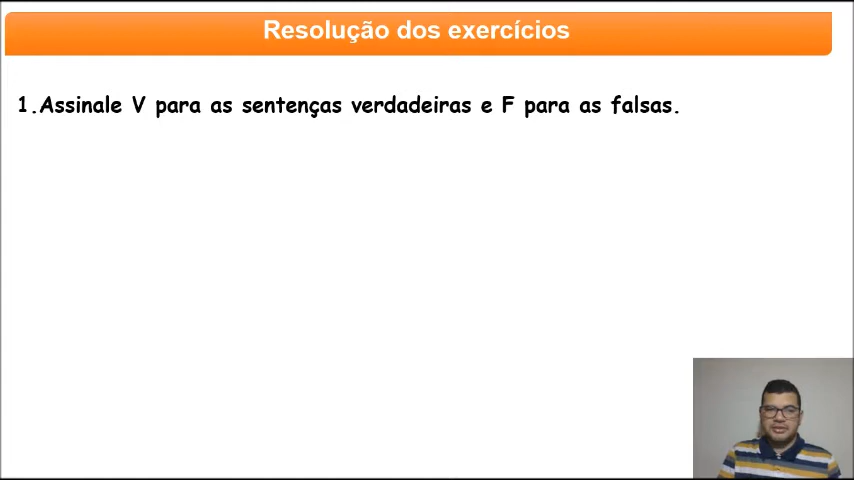 Resolução dos exercícios
1.Assinale V para as sentenças verdadeiras e F para as falsas.